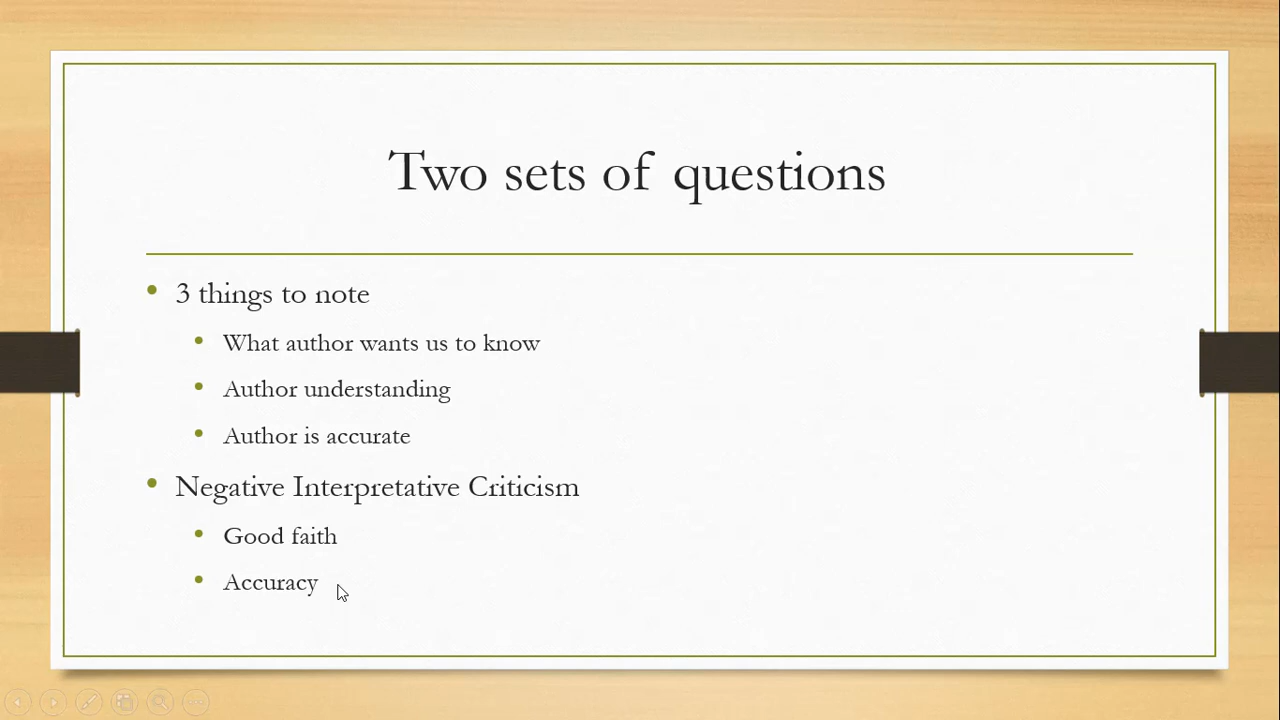 Two sets of questions
3 things to note
What author wants us to know
Author understanding
Author is accurate
Negative Interpretative Criticism
Good faith
Accuracy